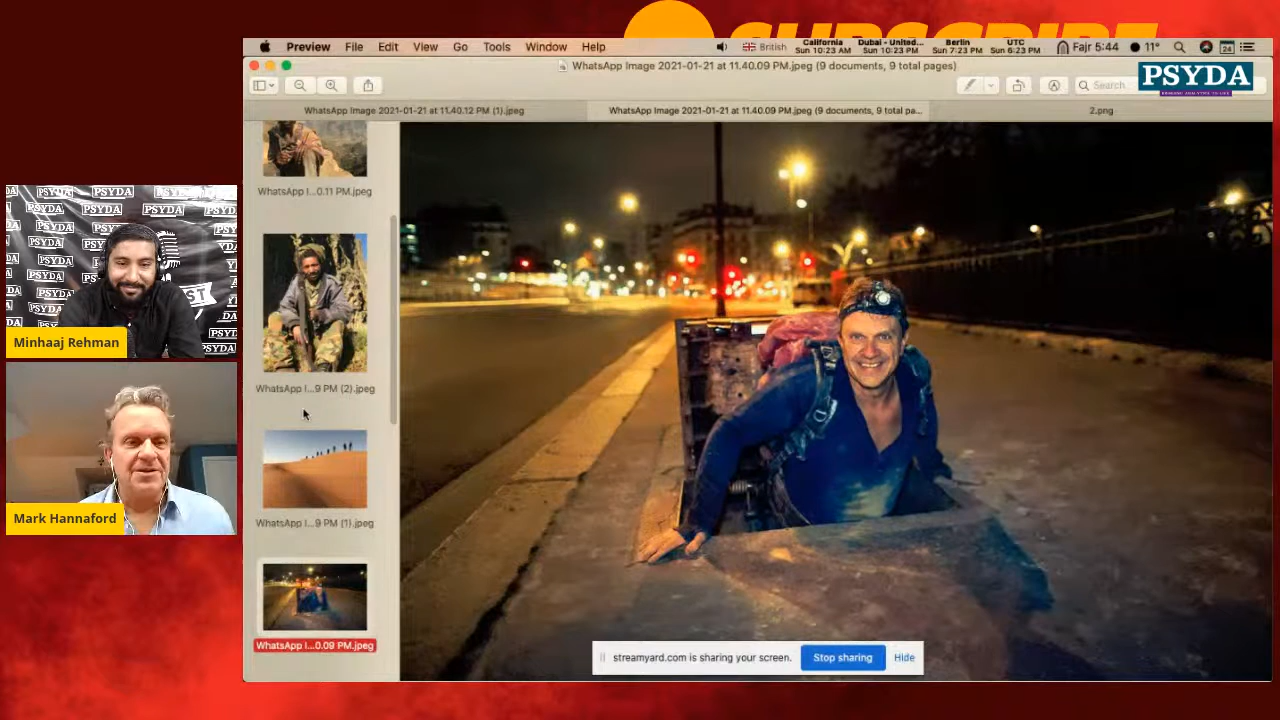 SUBSCRIBE
Preview File Edit View Go Tools Window Help
British
California
Sun 10:23 AM
Dubai - United...
Sun 10:23 PM
Berlin
Sun 7:23 PM
UTC
Sun 6:23 PM
Fajr 5:44
11°
24
WhatsApp Image 2021-01-21 at 11.40.09 PM.jpeg (9 documents, 9 total pages)
Search
PSYDA
WhatsApp Image 2021-01-21 at 11.40.12 PM (1).jpeg
WhatsApp Image 2021-01-21 at 11.40.09 PM.jpeg (9 documents, 9 total pa...
2.png
WhatsApp I...0.11 PM.jpeg
WhatsApp I...9 PM (2).jpeg
WhatsApp I...9 PM (1).jpeg
WhatsApp I...0.09 PM.jpeg
PSYDA PSYDA PSYDA
Minhaaj Rehman
Mark Hannaford
streamyard.com is sharing your screen.
Stop sharing
Hide